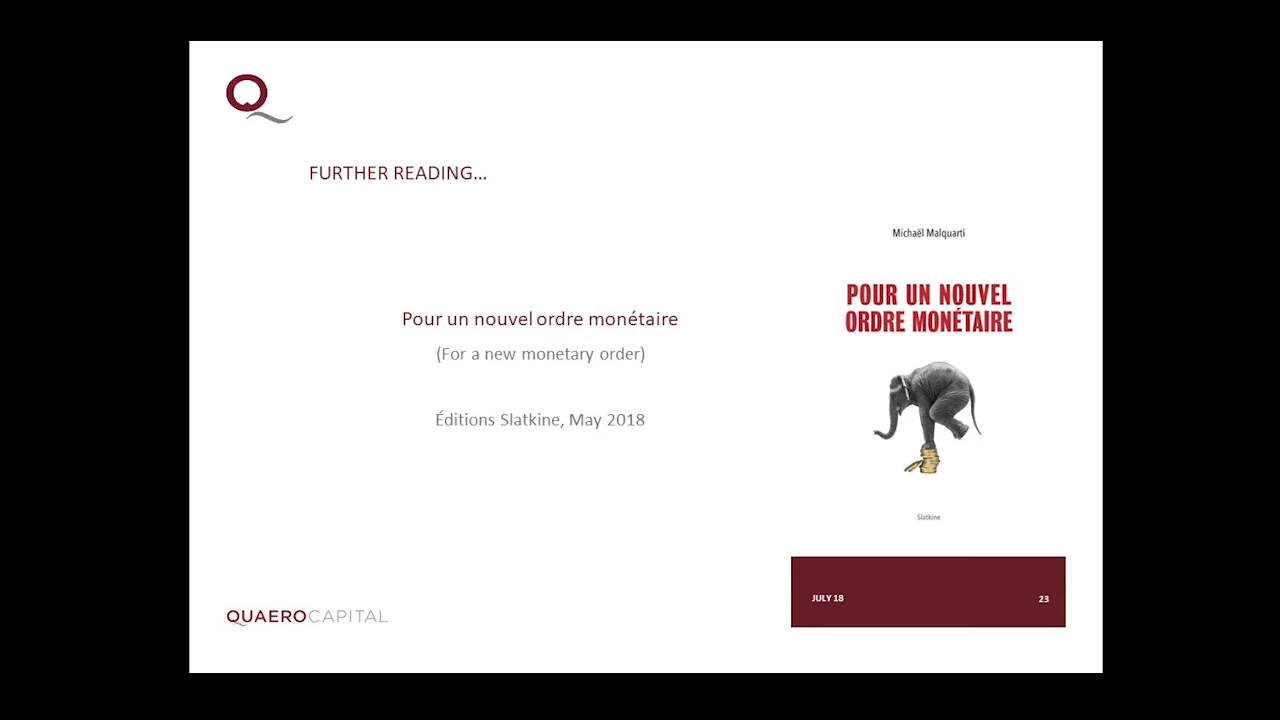 Q
FURTHER READING...
Michaël Malquarti
POUR UN NOUVEL
ORDRE MONÉTAIRE
Pour un nouvel ordre monétaire
(For a new monetary order)
Éditions Slatkine, May 2018
Slatkine
JULY 18
23
QUAEROCAPITAL